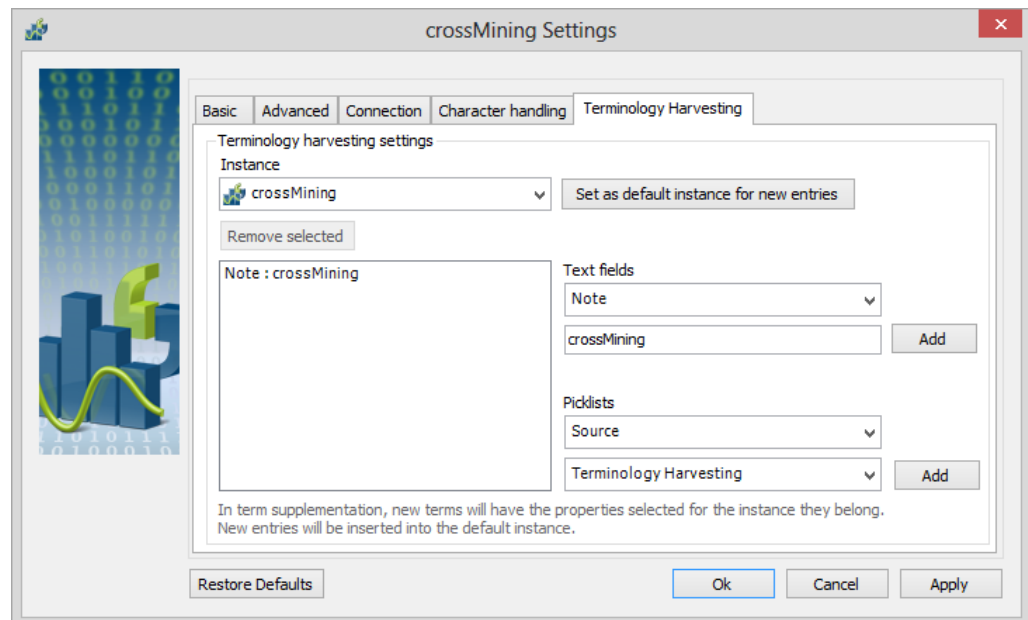 crossMining Settings
Basic
Advanced
Connection
Character handling
Terminology Harvesting
Terminology harvesting settings
Instance
crossMining
Set as default instance for new entries
Remove selected
Note : crossMining
Text fields
Note
crossMining
Add
Picklists
Source
Terminology Harvesting
Add
In term supplementation, new terms will have the properties selected for the instance they belong.
New entries will be inserted into the default instance.
Restore Defaults
Ok
Cancel
Apply